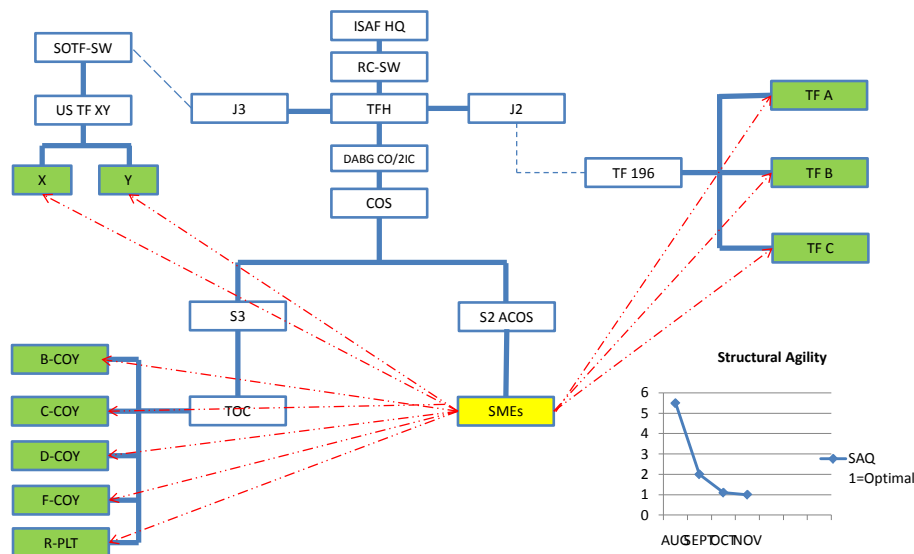 ISAF HQ
SOTF-SW
RC-SW
US TF XY
J3
TFH
J2
TF A
DABG CO/2IC
X
Y
TF 196
TF B
COS
TF C
S3
S2 ACOS
B-COY
Structural Agility
C-COY
TOC
SMEs
D-COY
F-COY
R-PLT
6
5
4
3
2
1
0
SAQ
1=Optimal
AUG SEPT OCT NOV